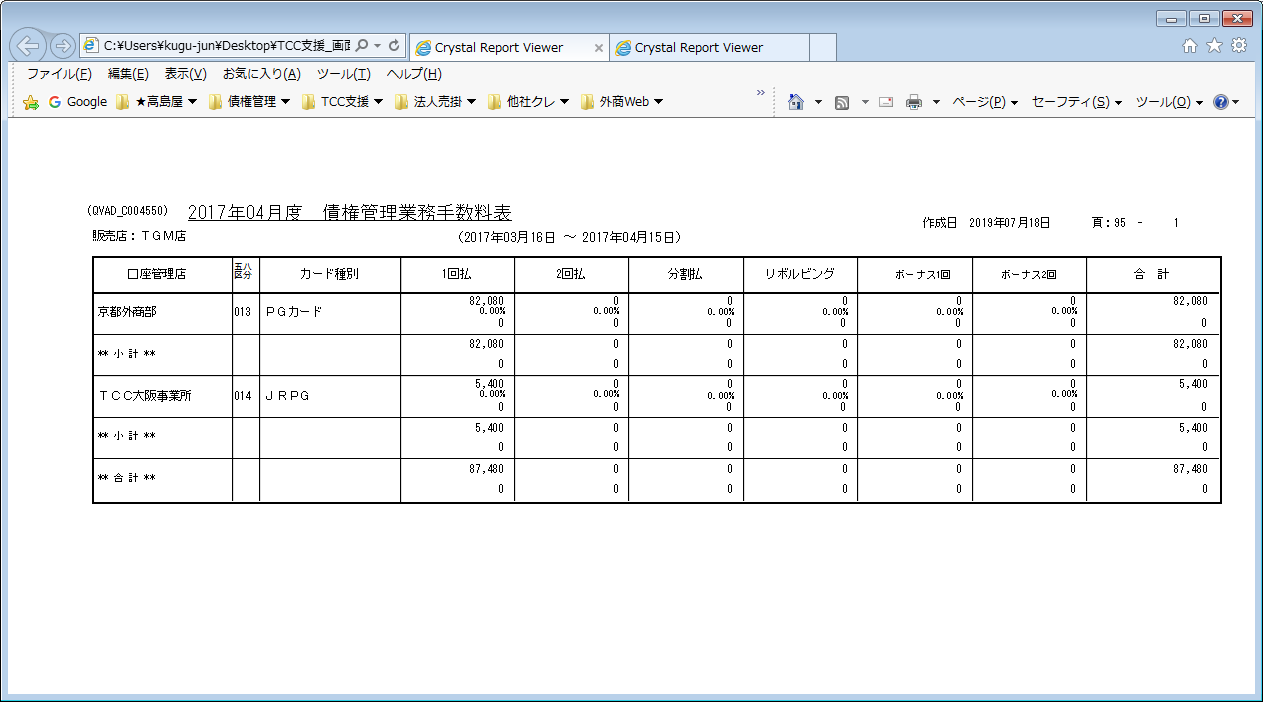 C:¥Users¥kugu-jun¥Desktop¥TCC支援_画面
Crystal Report Viewer
Crystal Report Viewer
ファイル(F) 編集(E) 表示(V) お気に入り(A) ツール(T) ヘルプ(H)
Google ★高島屋 債権管理 TCC支援 法人売掛 他社クレ 外商Web » ページ(P) セーフティ(S) ツール(O)
(QVAD_C004550) 2017年04月度 債権管理業務手数料表
作成日 2019年07月18日 頁:95 - 1
販売店:TGM店 (2017年03月16日 ~ 2017年04月15日)
口座管理店 五八区分 カード種別 1回払 2回払 分割払 リボルビング ボーナス1回 ボーナス2回 合 計
82,080 0 0 0 0 0 82,080
京都外商部 013 PGカード 0.00% 0.00% 0.00% 0.00% 0.00% 0.00%
0 0 0 0 0 0 0
82,080 0 0 0 0 0 82,080
** 小 計 **
0 0 0 0 0 0 0
5,400 0 0 0 0 0 5,400
TCC大阪事業所 014 JRPG 0.00% 0.00% 0.00% 0.00% 0.00% 0.00%
0 0 0 0 0 0 0
5,400 0 0 0 0 0 5,400
** 小 計 **
0 0 0 0 0 0 0
87,480 0 0 0 0 0 87,480
** 合 計 **
0 0 0 0 0 0 0